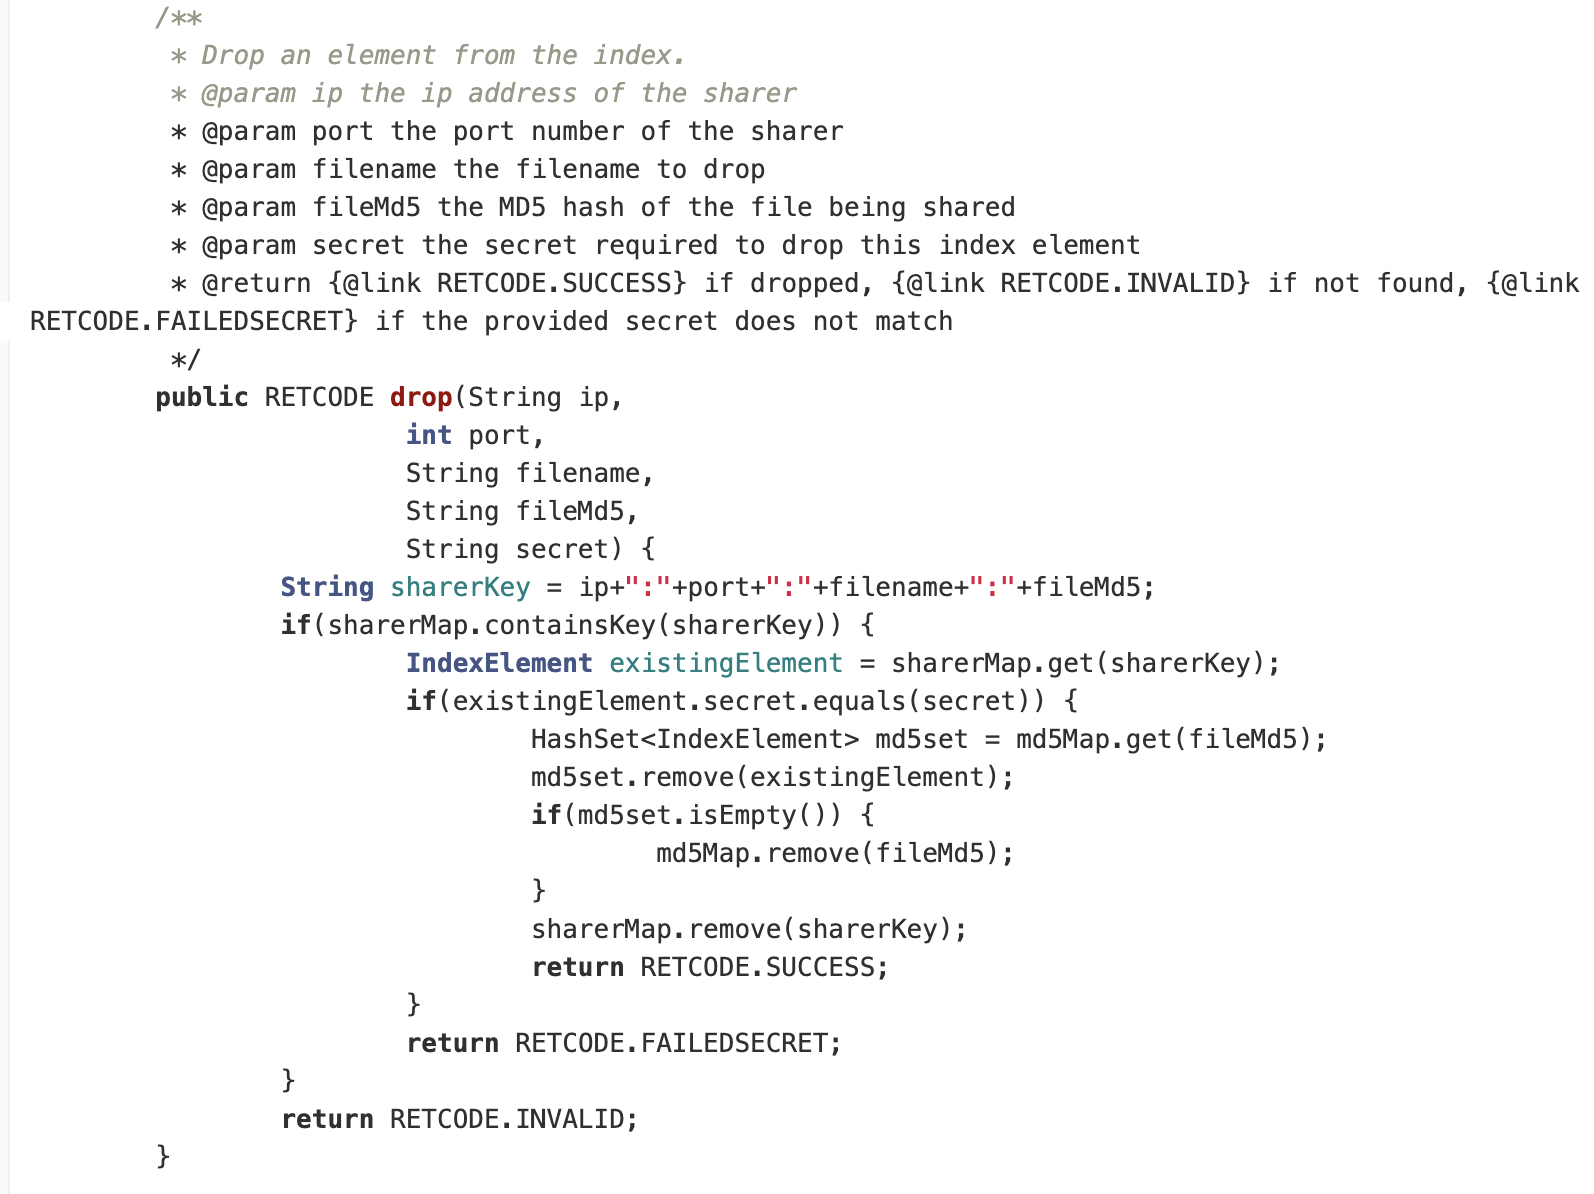 /**
 * Drop an element from the index.
 * @param ip the ip address of the sharer
 * @param port the port number of the sharer
 * @param filename the filename to drop
 * @param fileMd5 the MD5 hash of the file being shared
 * @param secret the secret required to drop this index element
 * @return {@link RETCODE.SUCCESS} if dropped, {@link RETCODE.INVALID} if not found, {@link
RETCODE.FAILEDSECRET} if the provided secret does not match
 */
public RETCODE drop(String ip,
                int port,
                String filename,
                String fileMd5,
                String secret) {
        String sharerKey = ip+":"+port+":"+filename+":"+fileMd5;
        if(sharerMap.containsKey(sharerKey)) {
                IndexElement existingElement = sharerMap.get(sharerKey);
                if(existingElement.secret.equals(secret)) {
                        HashSet<IndexElement> md5set = md5Map.get(fileMd5);
                        md5set.remove(existingElement);
                        if(md5set.isEmpty()) {
                                md5Map.remove(fileMd5);
                        }
                        sharerMap.remove(sharerKey);
                        return RETCODE.SUCCESS;
                }
                return RETCODE.FAILEDSECRET;
        }
        return RETCODE.INVALID;
}